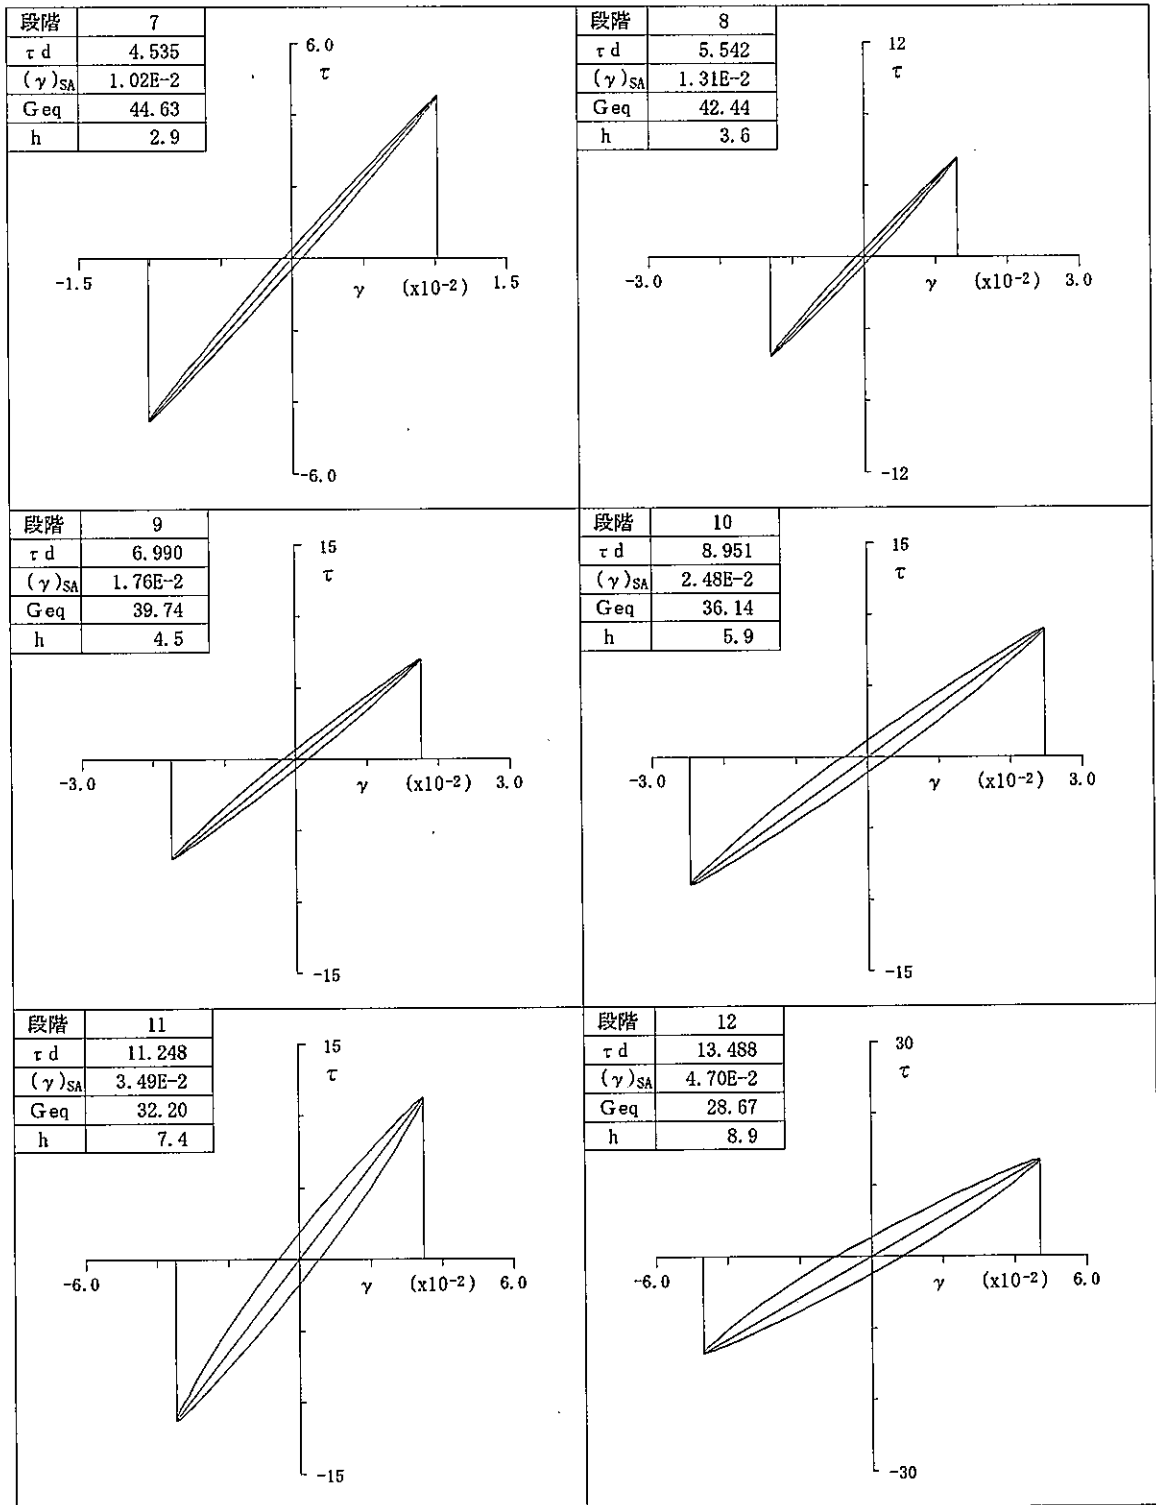 段階 7
τd 4.535
(γ)SA 1.02E-2
Geq 44.63
h 2.9
6.0
τ
-1.5
γ (x10-2) 1.5
-6.0
段階 8
τd 5.542
(γ)SA 1.31E-2
Geq 42.44
h 3.6
12
τ
-3.0
γ (x10-2) 3.0
-12
段階 9
τd 6.990
(γ)SA 1.76E-2
Geq 39.74
h 4.5
15
τ
-3.0
γ (x10-2) 3.0
-15
段階 10
τd 8.951
(γ)SA 2.48E-2
Geq 36.14
h 5.9
15
τ
-3.0
γ (x10-2) 3.0
-15
段階 11
τd 11.248
(γ)SA 3.49E-2
Geq 32.20
h 7.4
15
τ
-6.0
γ (x10-2) 6.0
-15
段階 12
τd 13.488
(γ)SA 4.70E-2
Geq 28.67
h 8.9
30
τ
-6.0
γ (x10-2) 6.0
-30